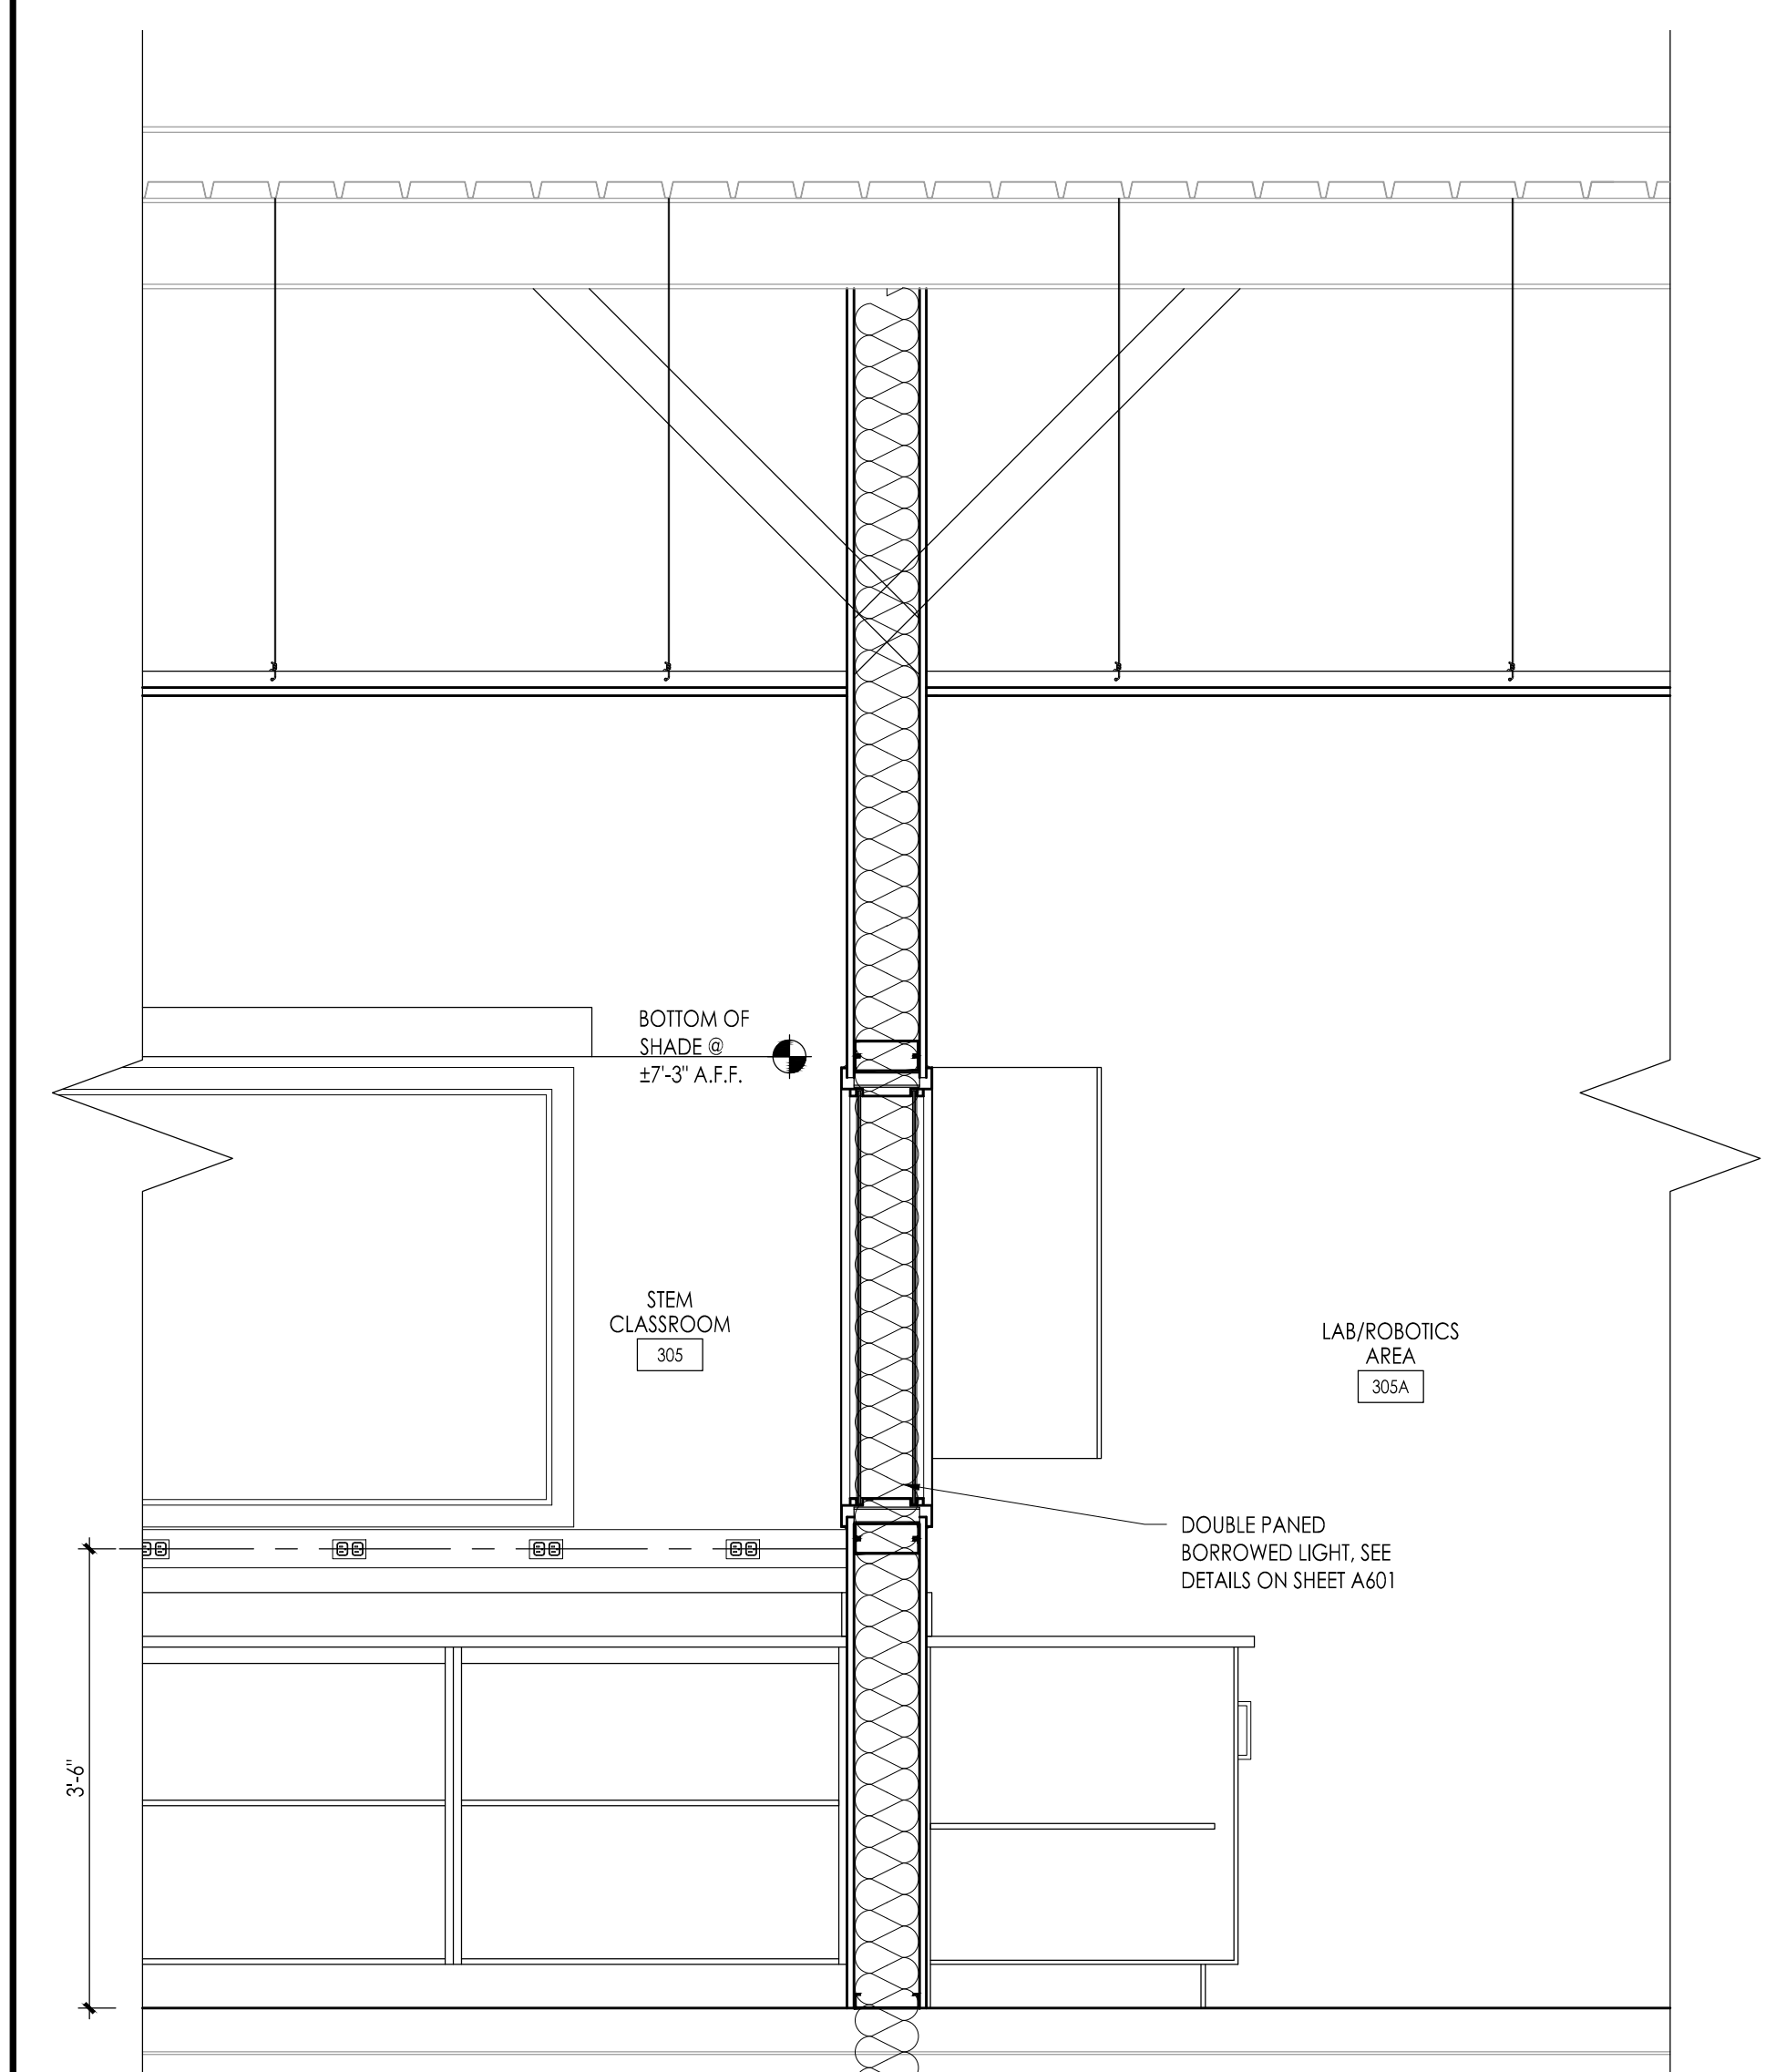 BOTTOM OF
SHADE @
±7'-3" A.F.F.
STEM
CLASSROOM
305
LAB/ROBOTICS
AREA
305A
DOUBLE PANED
BORROWED LIGHT, SEE
DETAILS ON SHEET A601
3'-6"